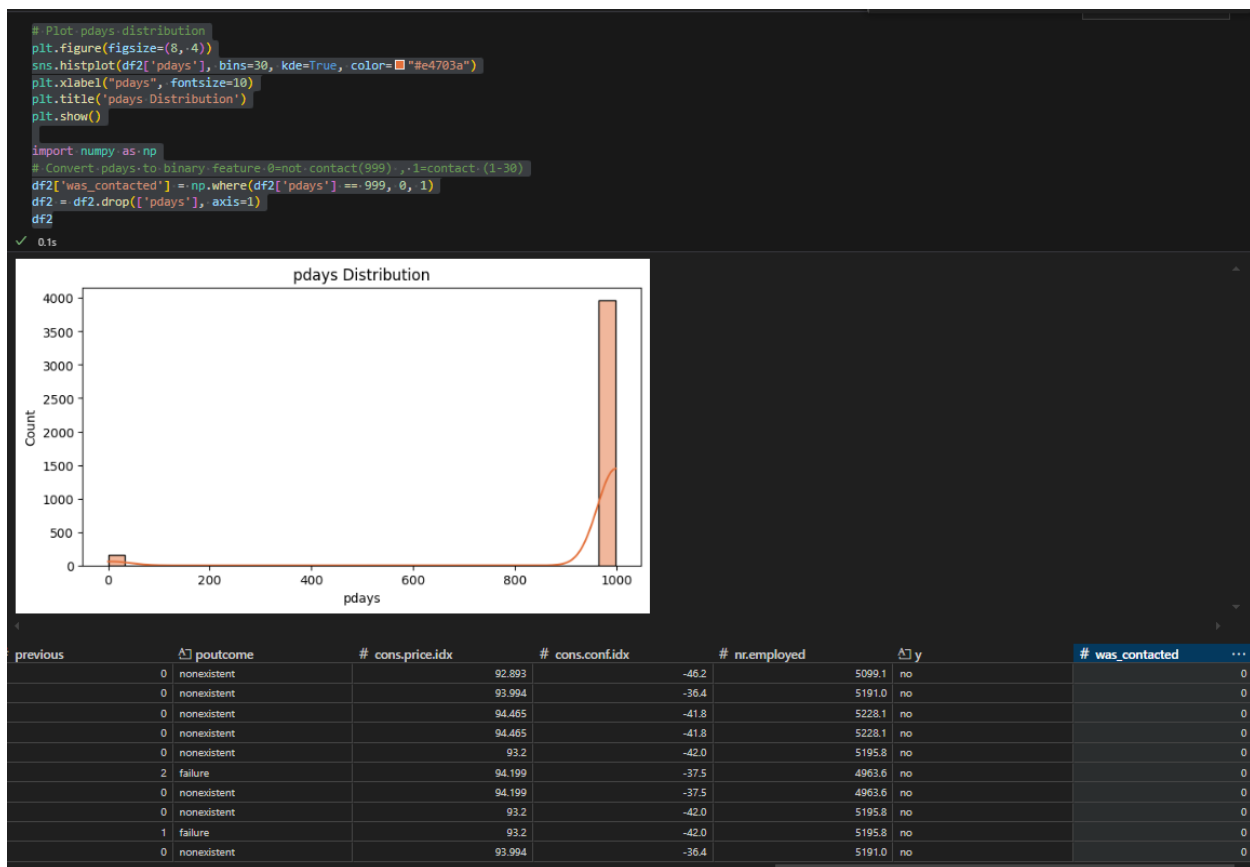 # Plot pdays distribution
plt.figure(figsize=(8, 4))
sns.histplot(df2['pdays'], bins=30, kde=True, color="#e4703a")
plt.xlabel("pdays", fontsize=10)
plt.title('pdays Distribution')
plt.show()
import numpy as np
# Convert pdays to binary feature 0=not contact(999) , 1=contact (1-30)
df2['was_contacted'] = np.where(df2['pdays'] == 999, 0, 1)
df2 = df2.drop(['pdays'], axis=1)
df2
0.1s
pdays Distribution
4000
3500
3000
2500
2000
1500
1000
500
0
Count
0 200 400 600 800 1000
pdays
previous poutcome # cons.price.idx # cons.conf.idx # nr.employed y # was_contacted ...
0 nonexistent 92.893 -46.2 5099.1 no 0
0 nonexistent 93.994 -36.4 5191.0 no 0
0 nonexistent 94.465 -41.8 5228.1 no 0
0 nonexistent 94.465 -41.8 5228.1 no 0
0 nonexistent 93.2 -42.0 5195.8 no 0
2 failure 94.199 -37.5 4963.6 no 0
0 nonexistent 94.199 -37.5 4963.6 no 0
0 nonexistent 93.2 -42.0 5195.8 no 0
1 failure 93.2 -42.0 5195.8 no 0
0 nonexistent 93.994 -36.4 5191.0 no 0